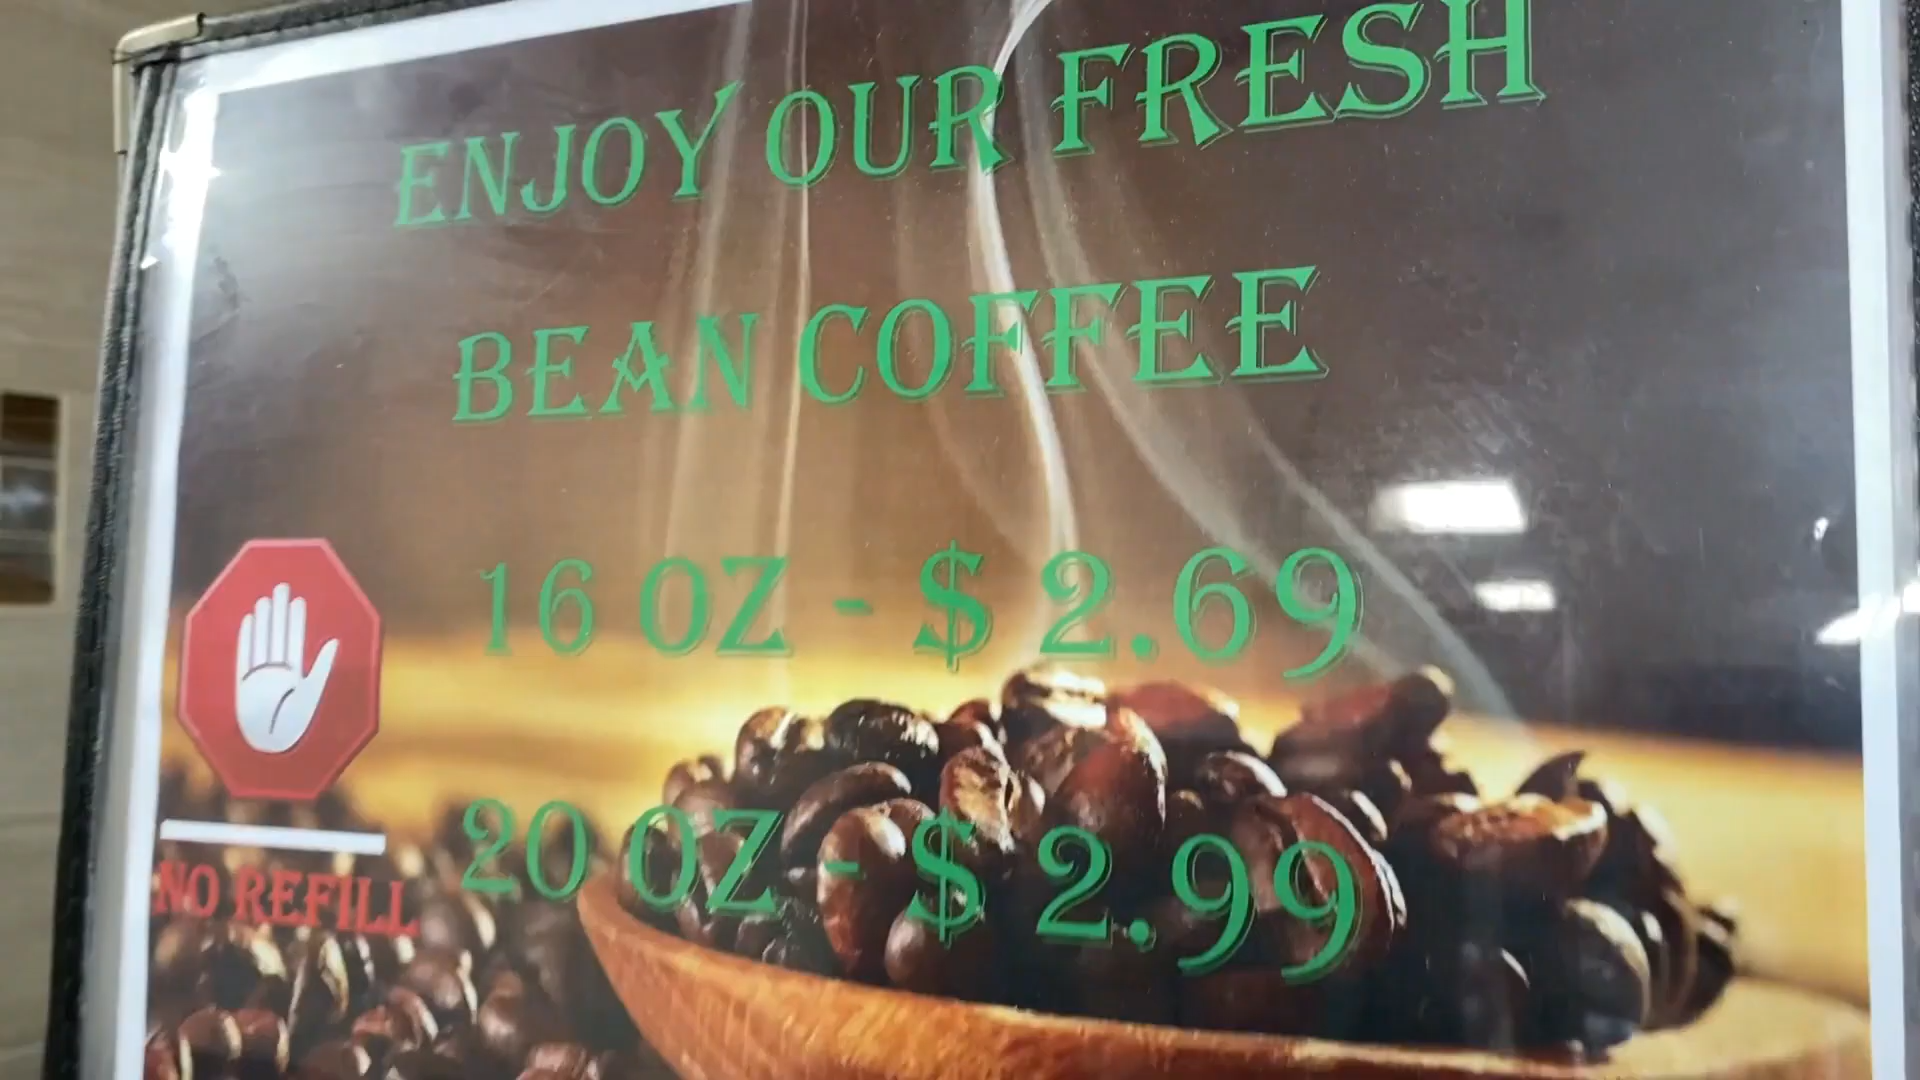 ENJOY OUR FRESH
BEAN COFFEE
16 OZ - $ 2.69
20 OZ - $ 2.99
NO REFILL